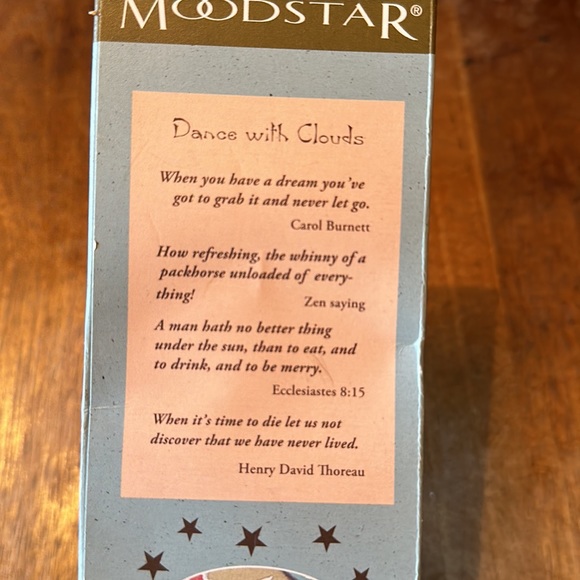 MOODSTAR®
Dance with Clouds
When you have a dream you've
got to grab it and never let go.
Carol Burnett
How refreshing, the whinny of a
packhorse unloaded of every-
thing!
Zen saying
A man hath no better thing
under the sun, than to eat, and
to drink, and to be merry.
Ecclesiastes 8:15
When it's time to die let us not
discover that we have never lived.
Henry David Thoreau